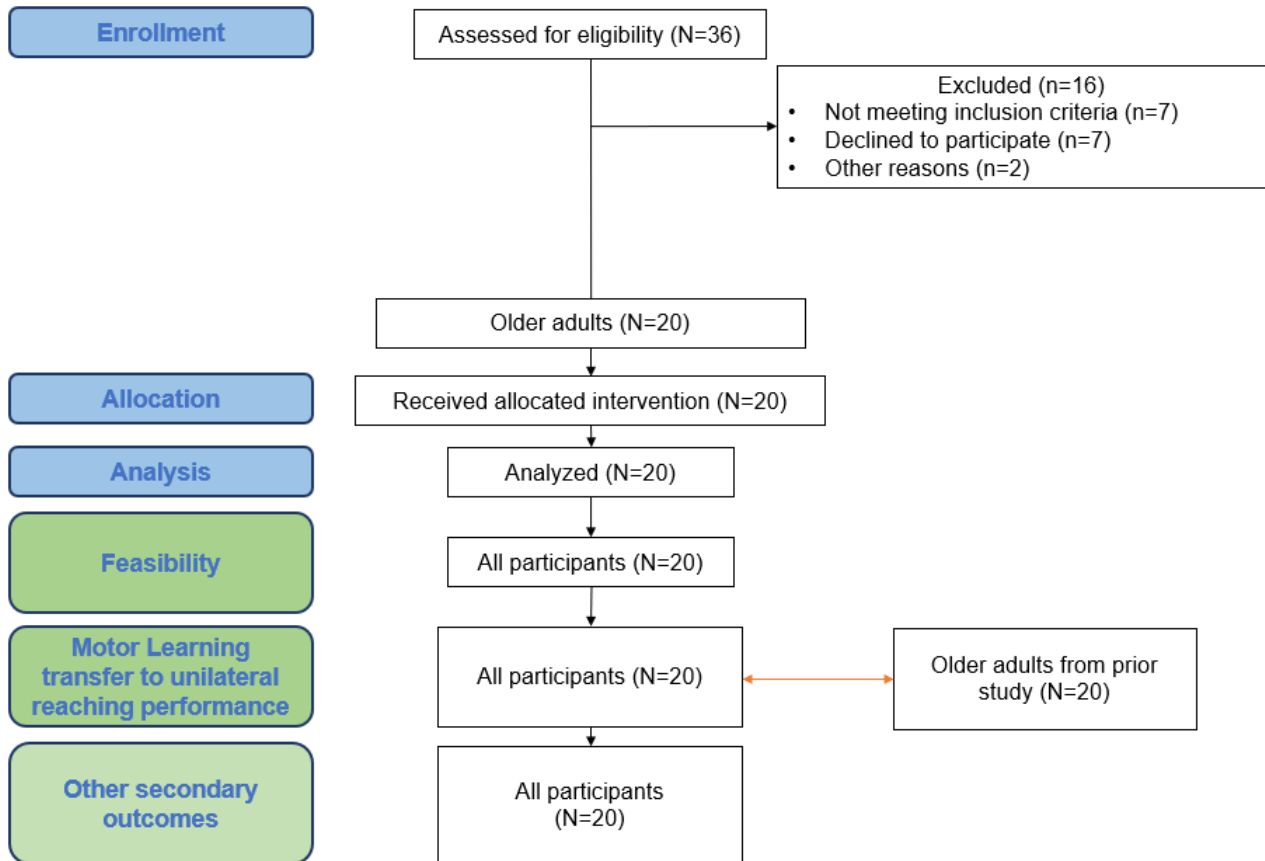 Enrollment
Assessed for eligibility (N=36)
Excluded (n=16)
• Not meeting inclusion criteria (n=7)
• Declined to participate (n=7)
• Other reasons (n=2)
Older adults (N=20)
Allocation
Received allocated intervention (N=20)
Analysis
Analyzed (N=20)
Feasibility
All participants (N=20)
Motor Learning
transfer to unilateral
reaching performance
All participants (N=20)
Older adults from prior
study (N=20)
Other secondary
outcomes
All participants
(N=20)